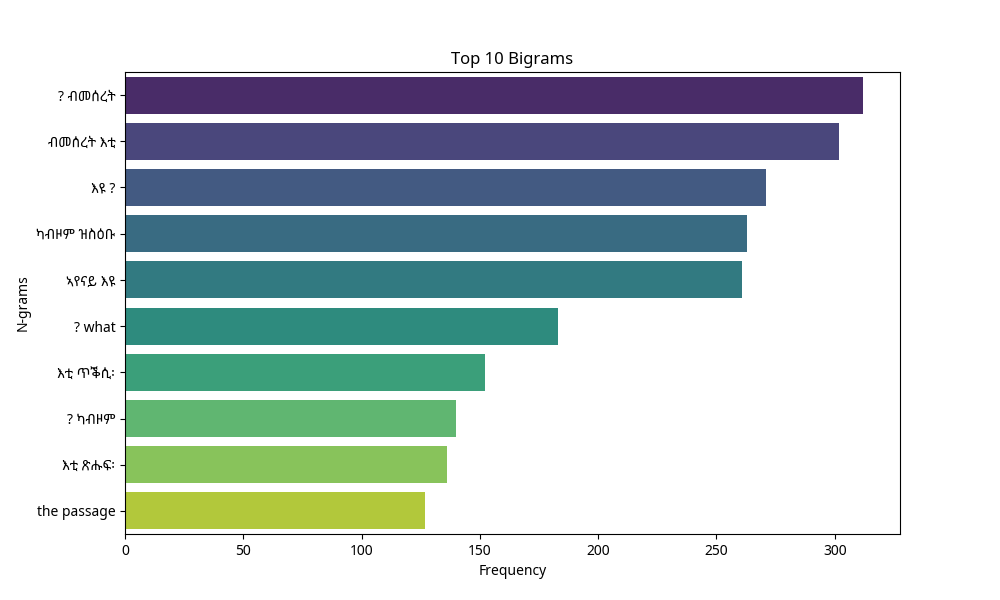 Top 10 Bigrams
? ብመሰረት
ብመሰረት እቲ
እዩ ?
ካብዞም ዝስዕቡ
ኣየናይ እዩ
? what
እቲ ጥቕሲ፡
? ካብዞም
እቲ ጽሑፍ፡
the passage
N-grams
0 50 100 150 200 250 300
Frequency